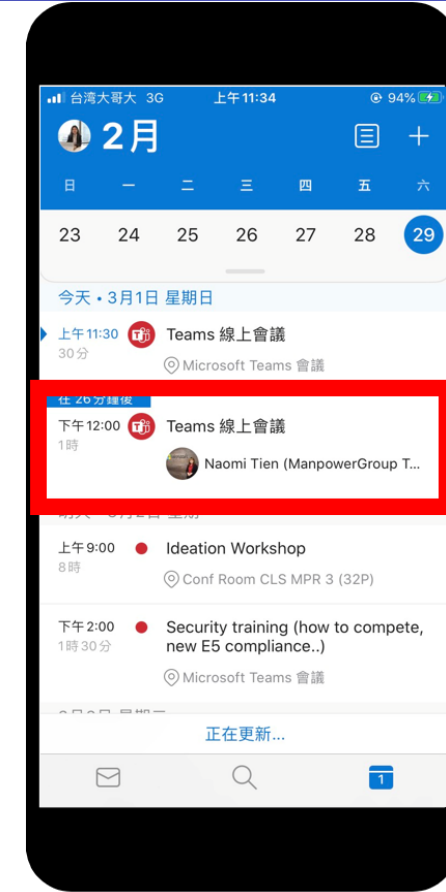 台湾大哥大 3G 上午11:34 94%
2月
日 一 二 三 四 五 六
23 24 25 26 27 28 29
今天 • 3月1日 星期日
上午11:30 Teams 線上會議
30分 Microsoft Teams 會議
在 26分鐘後
下午12:00 Teams 線上會議
1時
Naomi Tien (ManpowerGroup T...
上午9:00 Ideation Workshop
8時 Conf Room CLS MPR 3 (32P)
下午2:00 Security training (how to compete,
1時30分 new E5 compliance..)
Microsoft Teams 會議
正在更新...
1